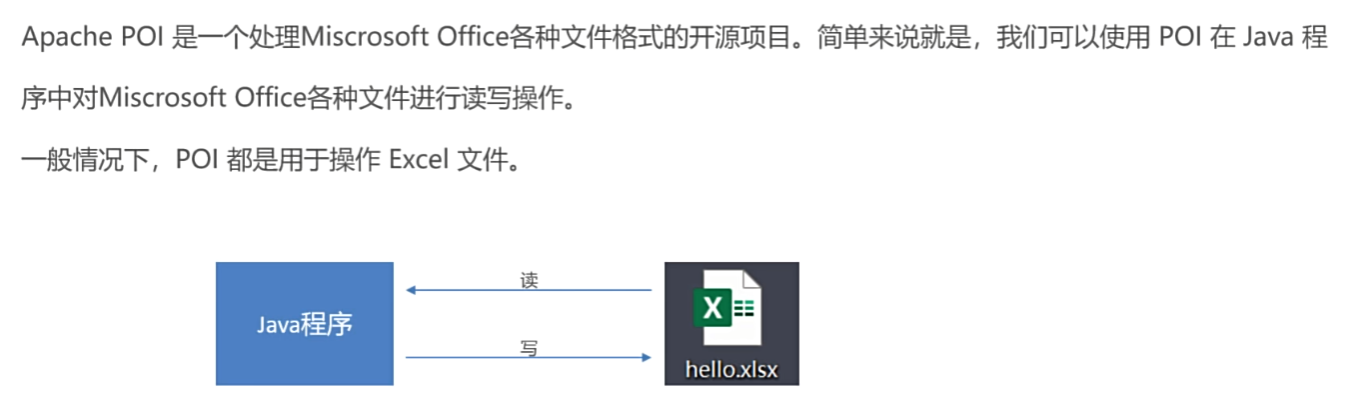 Apache POI 是一个处理Miscrosoft Office各种文件格式的开源项目。简单来说就是，我们可以使用 POI 在 Java 程
序中对Miscrosoft Office各种文件进行读写操作。
一般情况下，POI 都是用于操作 Excel 文件。
读
Java程序
写
X
hello.xlsx